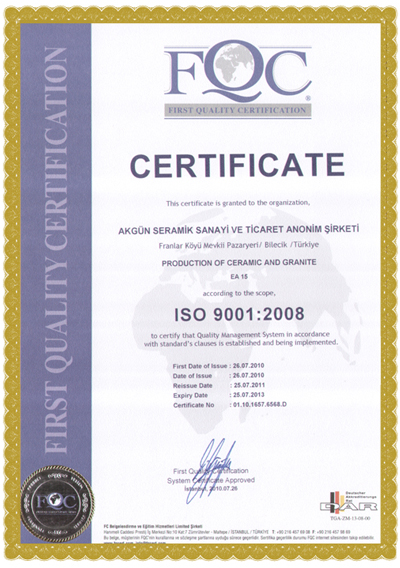 FIRST QUALITY CERTIFICATION
FQC
®
FIRST QUALITY CERTIFICATION
CERTIFICATE
This certificate is granted to the organization,
AKGÜN SERAMİK SANAYİ VE TİCARET ANONİM ŞİRKETİ
Franlar Köyü Mevkii Pazaryeri/ Bilecik /Türkiye
PRODUCTION OF CERAMIC AND GRANITE
EA 15
according to the scope,
ISO 9001:2008
to certify that Quality Management System in accordance
with standard's clauses is established and being implemented.
First Date of Issue : 26.07.2010
Date of Issue : 26.07.2010
Reissue Date : 25.07.2011
Expiry Date : 25.07.2013
Certificate No : 01.10.1657.6568.D
First Quality Certification
System Certificate Approved
İstanbul, 2010.07.26
FQC
Deutscher
Akkreditierungs
Rat
DAR
TGA-ZM-13-08-00
FC Belgelendirme ve Eğitim Hizmetleri Limited Şirketi